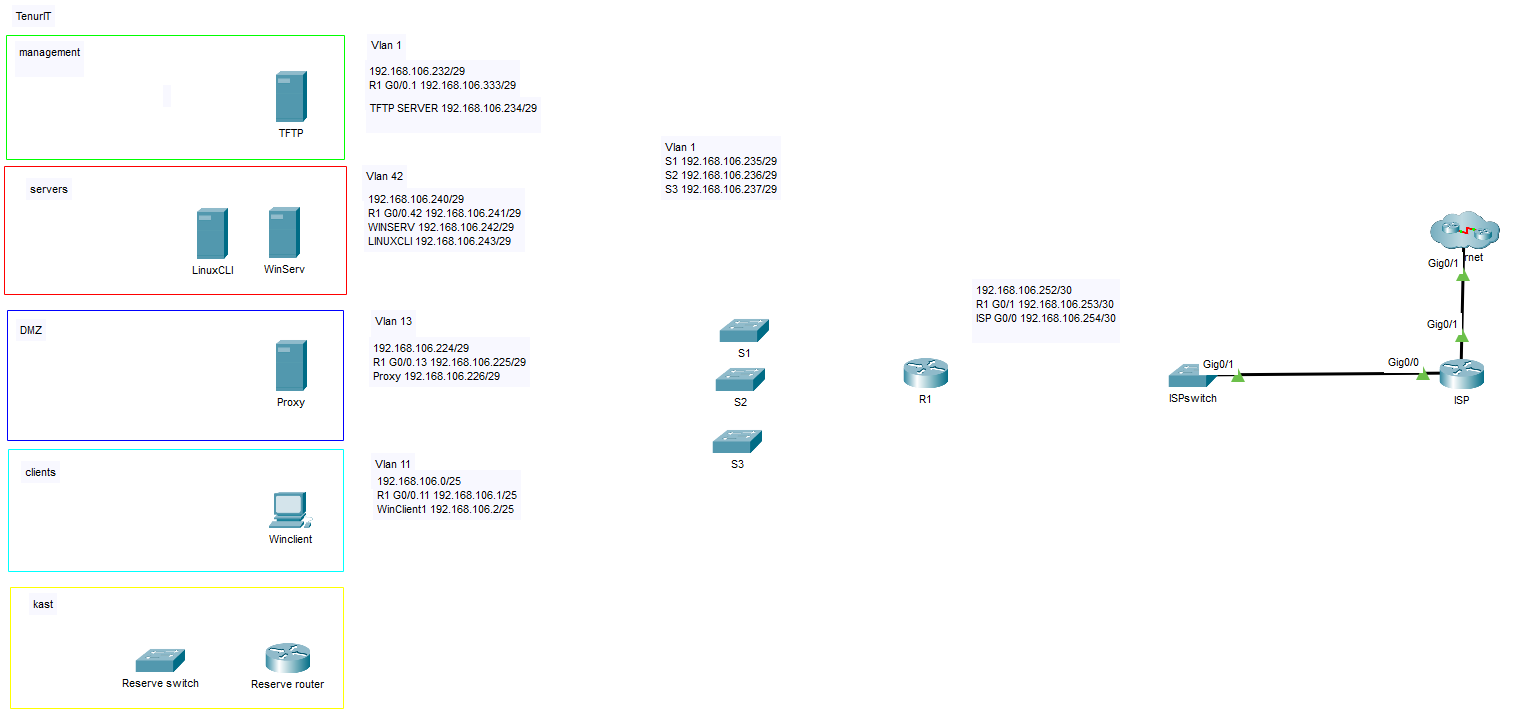 TenurIT
management
TFTP
Vlan 1
192.168.106.232/29
R1 G0/0.1 192.168.106.333/29
TFTP SERVER 192.168.106.234/29
Vlan 1
S1 192.168.106.235/29
S2 192.168.106.236/29
S3 192.168.106.237/29
servers
LinuxCLI
WinServ
Vlan 42
192.168.106.240/29
R1 G0/0.42 192.168.106.241/29
WINSERV 192.168.106.242/29
LINUXCLI 192.168.106.243/29
DMZ
Proxy
Vlan 13
192.168.106.224/29
R1 G0/0.13 192.168.106.225/29
Proxy 192.168.106.226/29
S1
S2
S3
192.168.106.252/30
R1 G0/1 192.168.106.253/30
ISP G0/0 192.168.106.254/30
R1
rnet
Gig0/1
Gig0/1
Gig0/1
Gig0/0
ISPswitch
ISP
clients
Winclient
Vlan 11
192.168.106.0/25
R1 G0/0.11 192.168.106.1/25
WinClient1 192.168.106.2/25
kast
Reserve switch
Reserve router